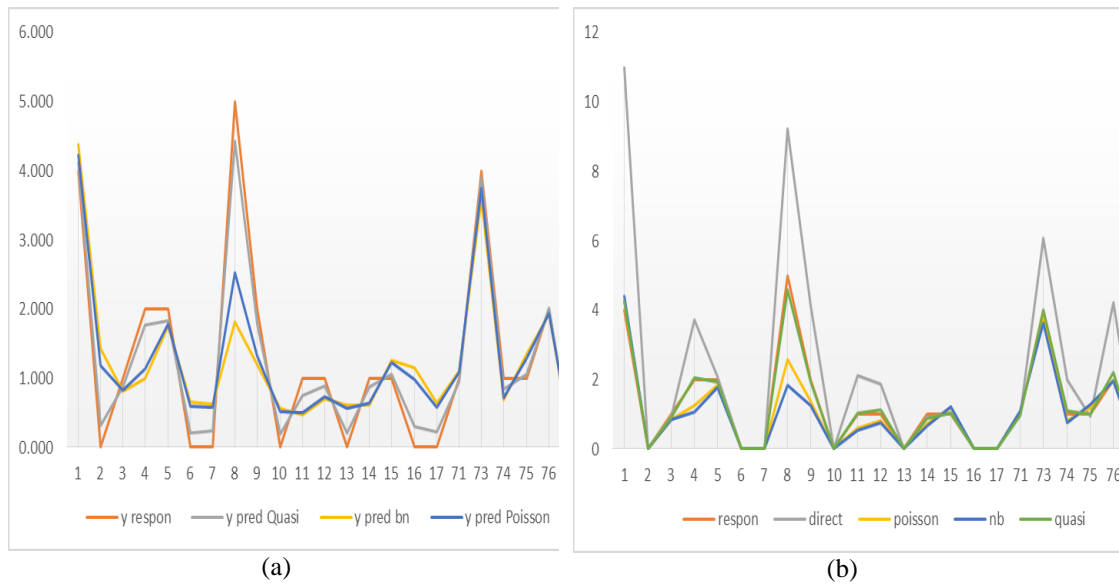 6.000
5.000
4.000
3.000
2.000
1.000
0.000
1 2 3 4 5 6 7 8 9 10 11 12 13 14 15 16 17 71 73 74 75 76
y respon y pred Quasi y pred bn y pred Poisson
(a)
12
10
8
6
4
2
0
1 2 3 4 5 6 7 8 9 10 11 12 13 14 15 16 17 71 73 74 75 76
respon direct poisson nb quasi
(b)